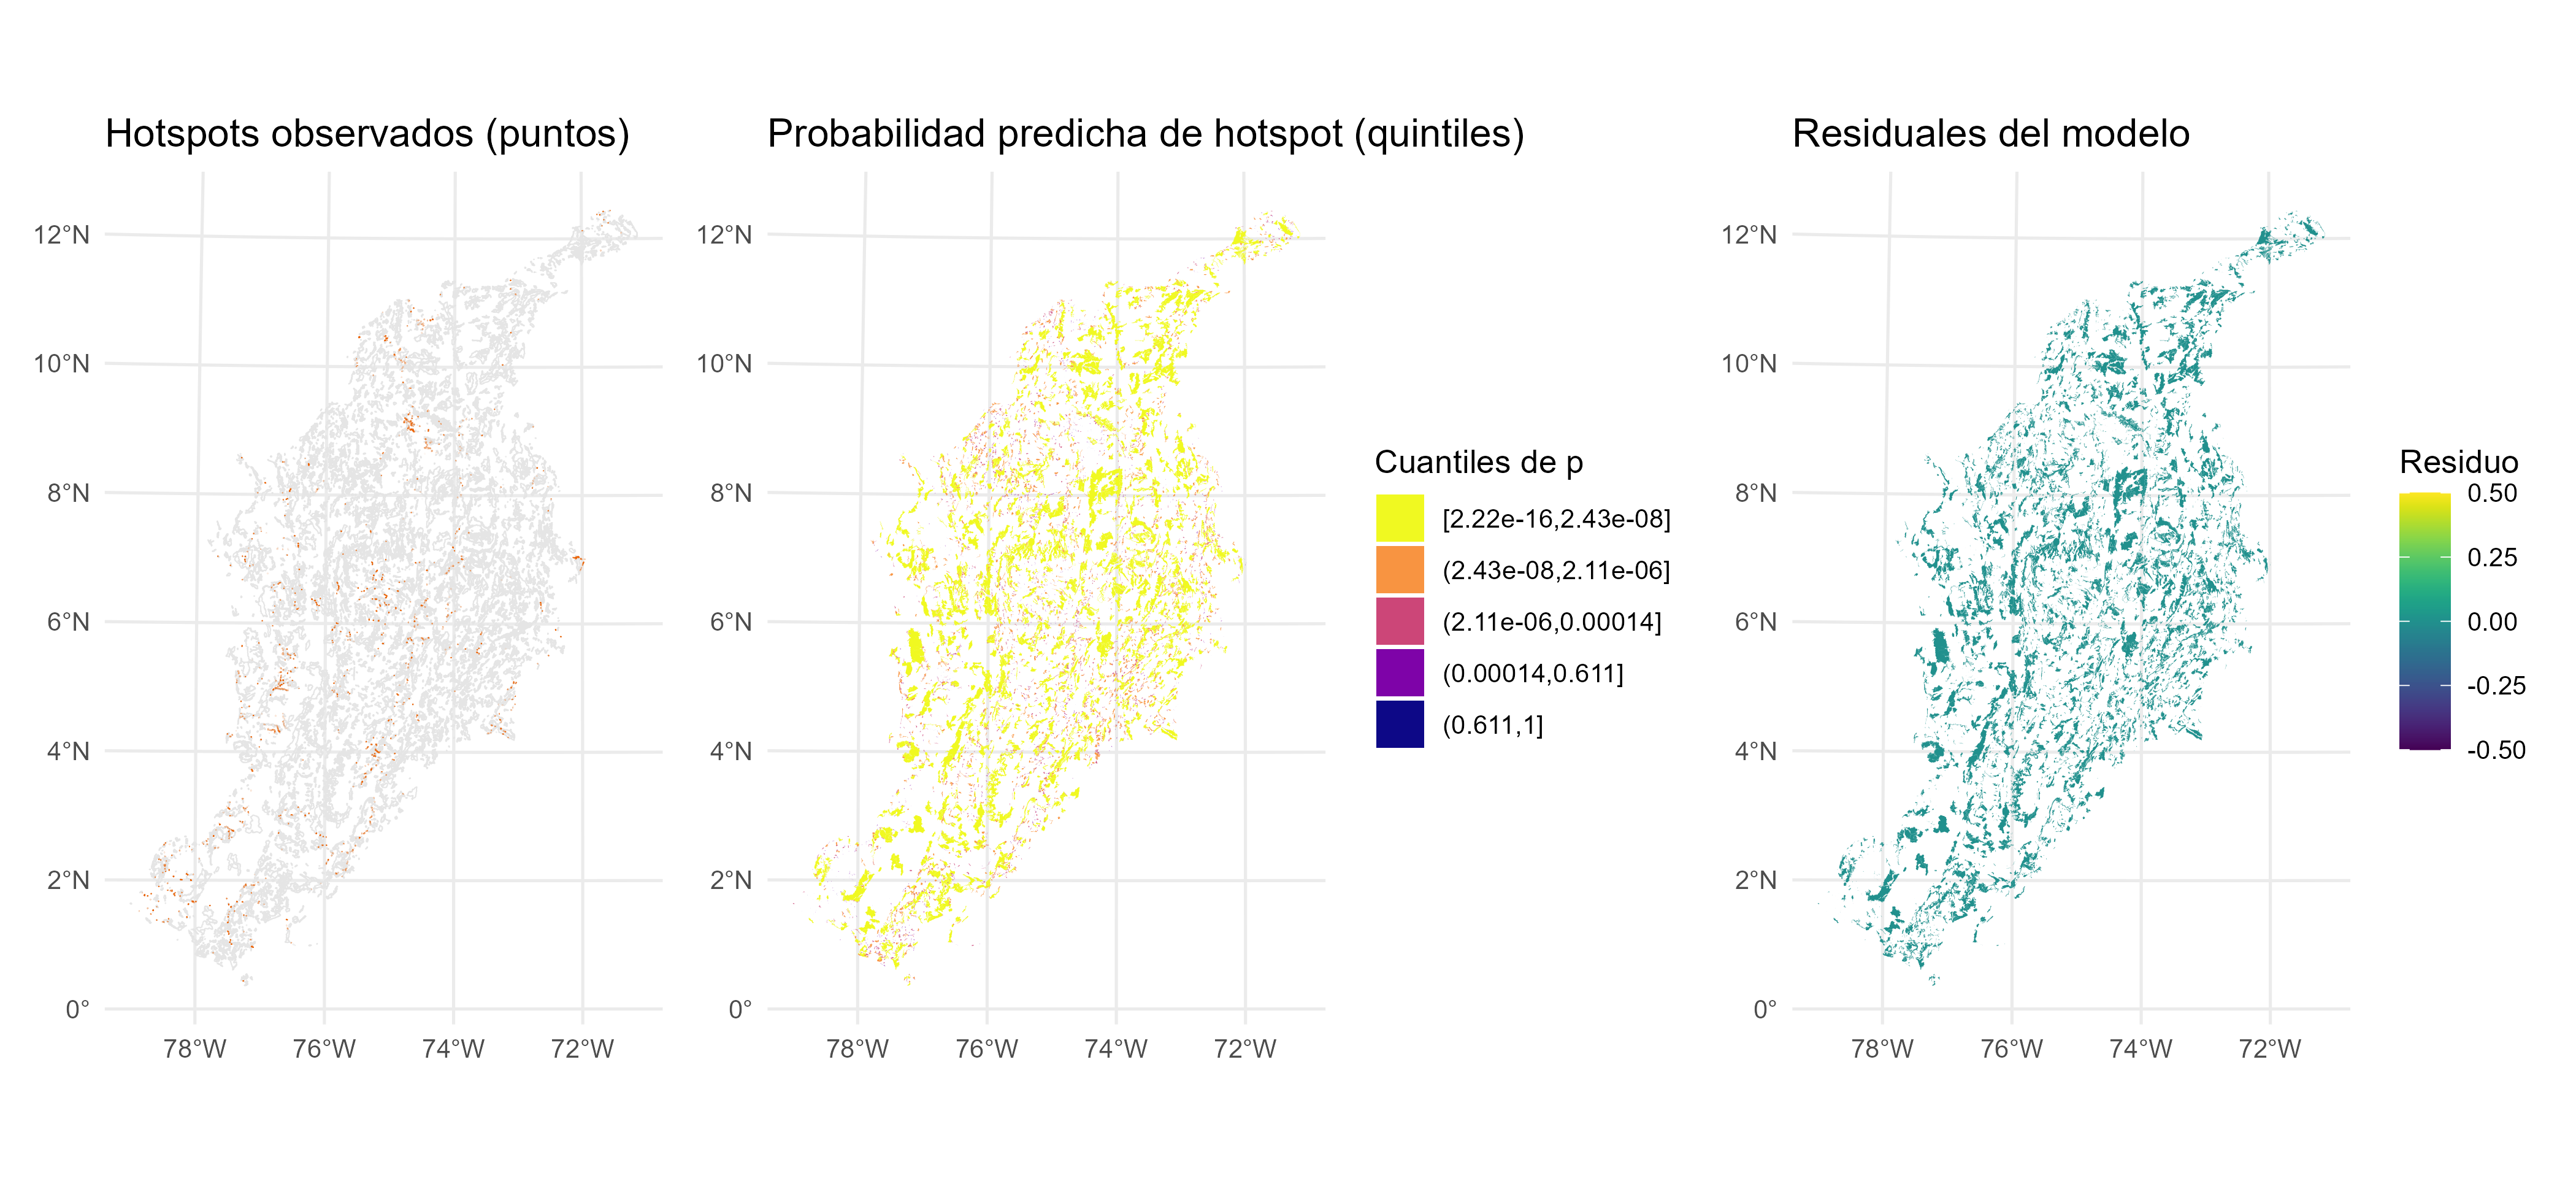 Hotspots observados (puntos)
12°N
10°N
8°N
6°N
4°N
2°N
0°
78°W 76°W 74°W 72°W
Probabilidad predicha de hotspot (quintiles)
12°N
10°N
8°N
6°N
4°N
2°N
0°
78°W 76°W 74°W 72°W
Cuantiles de p
[2.22e-16,2.43e-08]
(2.43e-08,2.11e-06]
(2.11e-06,0.00014]
(0.00014,0.611]
(0.611,1]
Residuales del modelo
12°N
10°N
8°N
6°N
4°N
2°N
0°
78°W 76°W 74°W 72°W
Residuo
0.50
0.25
0.00
-0.25
-0.50